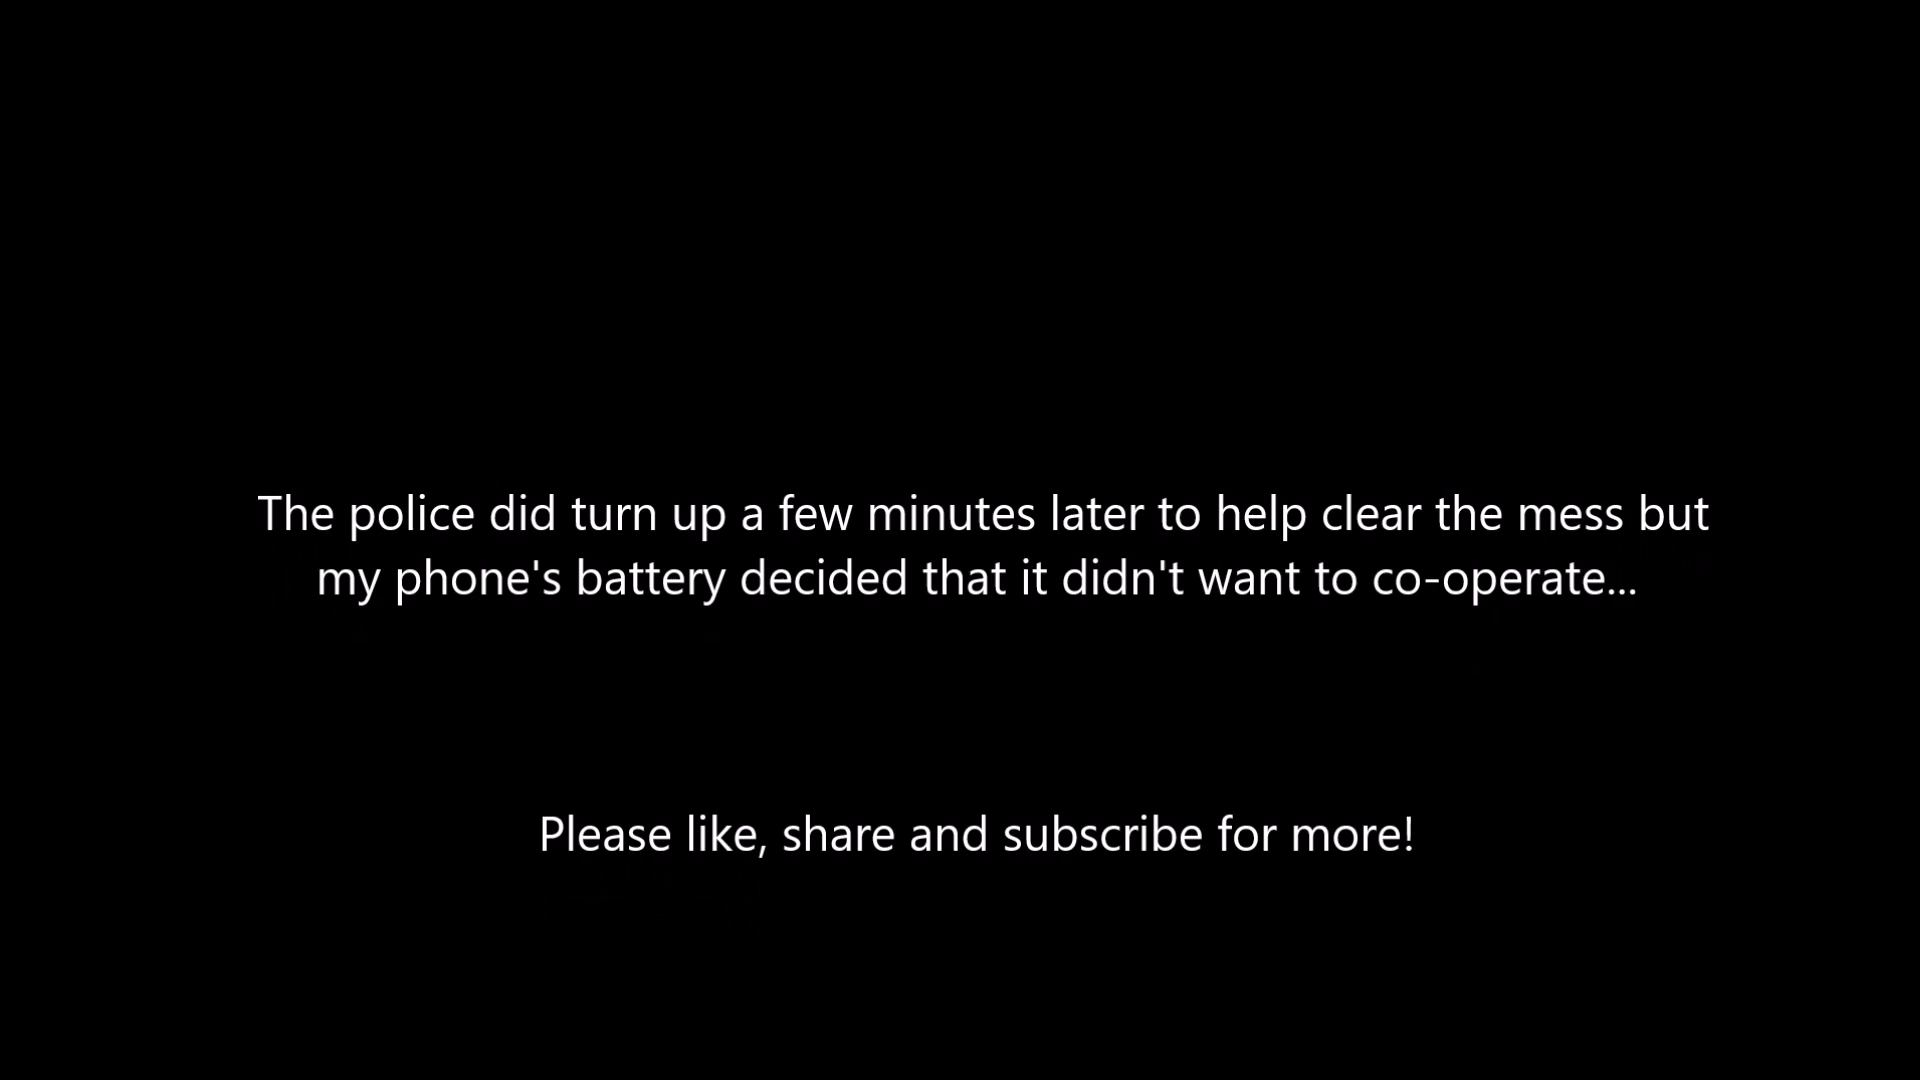 The police did turn up a few minutes later to help clear the mess but
my phone's battery decided that it didn't want to co-operate...
Please like, share and subscribe for more!